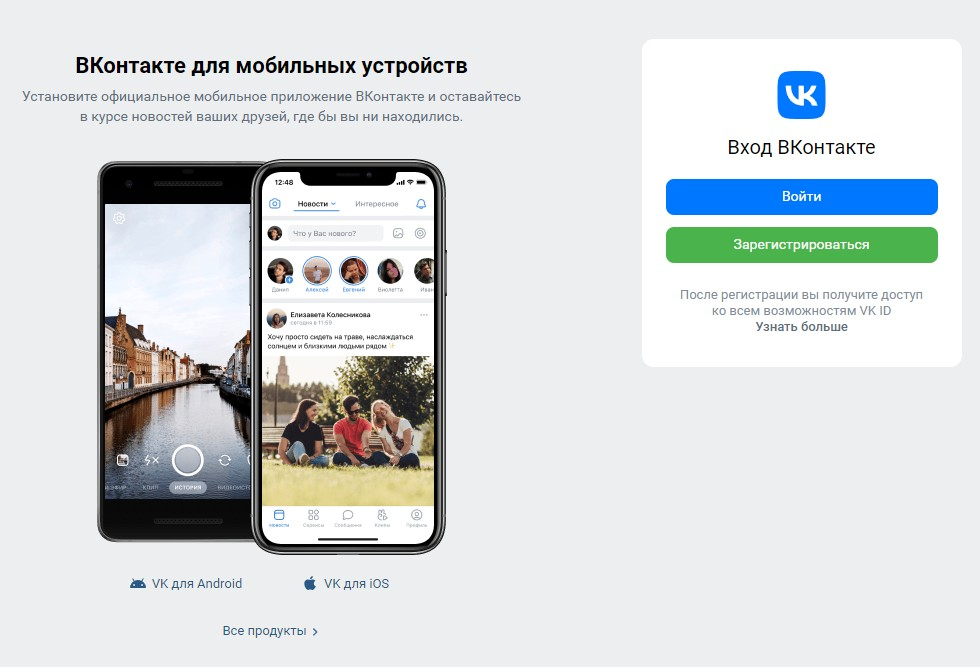 ВКонтакте для мобильных устройств
Установите официальное мобильное приложение ВКонтакте и оставайтесь
в курсе новостей ваших друзей, где бы вы ни находились.
12:48
Новости
Интересное
Что у Вас нового?
Данил
Алексей
Евгений
Виолетта
Иван
Елизавета Колесникова
сегодня в 11:59
Хочу просто сидеть на траве, наслаждаться
солнцем и близкими людьми рядом
КЛИП
ИСТОРИЯ
Новости
Сервисы
Сообщения
Клипы
Профиль
VK для Android
VK для iOS
Все продукты
VK
Вход ВКонтакте
Войти
Зарегистрироваться
После регистрации вы получите доступ
ко всем возможностям VK ID
Узнать больше